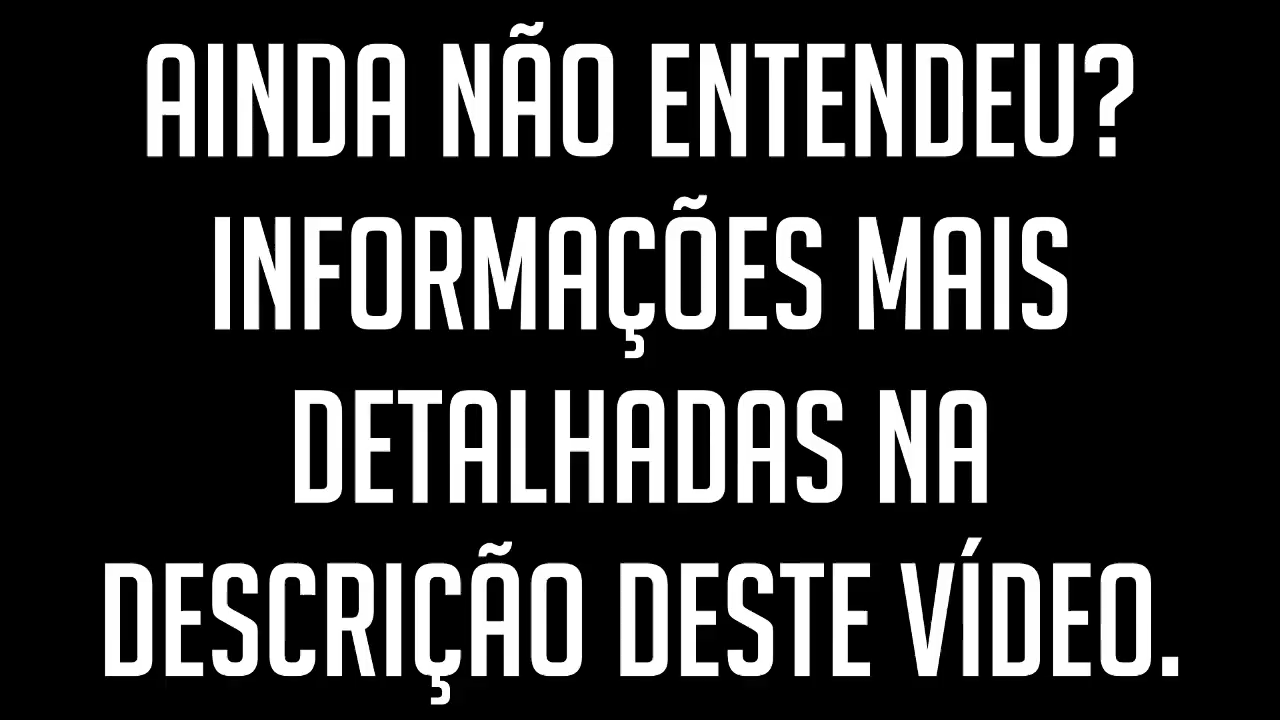 AINDA NÃO ENTENDEU?
INFORMAÇÕES MAIS
DETALHADAS NA
DESCRIÇÃO DESTE VÍDEO.